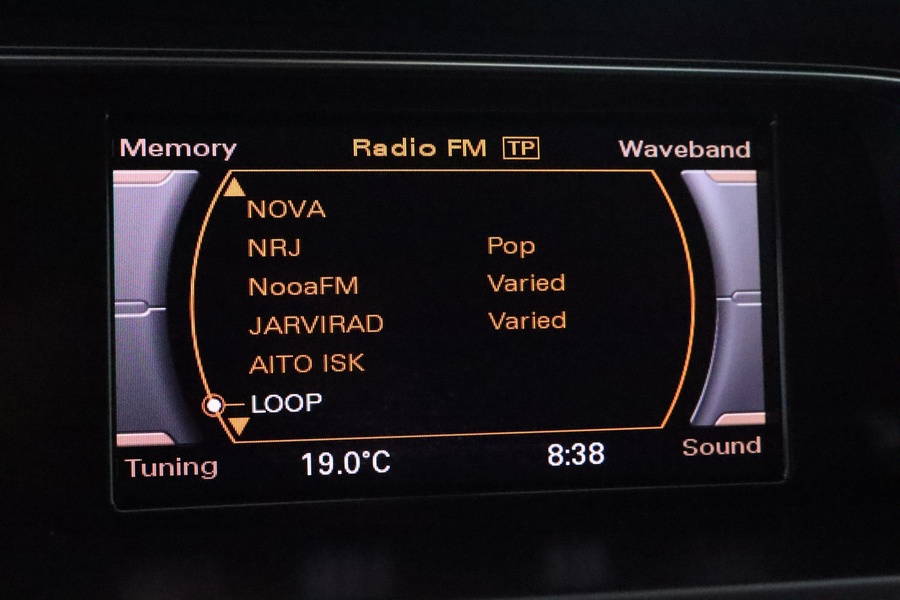 Memory Radio FM TP Waveband
NOVA
NRJ Pop
NooaFM Varied
JARVIRAD Varied
AITO ISK
LOOP
Tuning 19.0°C 8:38 Sound